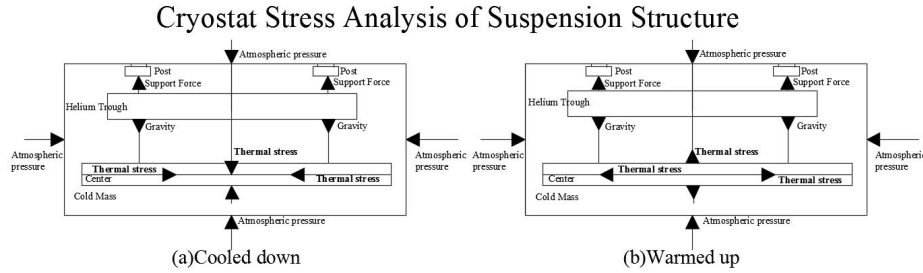 Cryostat Stress Analysis of Suspension Structure
Atmospheric pressure
Post
Post
Support Force
Support Force
Helium Trough
Gravity
Gravity
Atmospheric
pressure
Atmospheric
pressure
Thermal stress
Thermal stress
Center
Thermal stress
Cold Mass
Atmospheric pressure
(a)Cooled down
Atmospheric pressure
Post
Post
Support Force
Support Force
Helium Trough
Gravity
Gravity
Atmospheric
pressure
Atmospheric
pressure
Thermal stress
Thermal stress
Center
Thermal stress
Cold Mass
Atmospheric pressure
(b)Warmed up